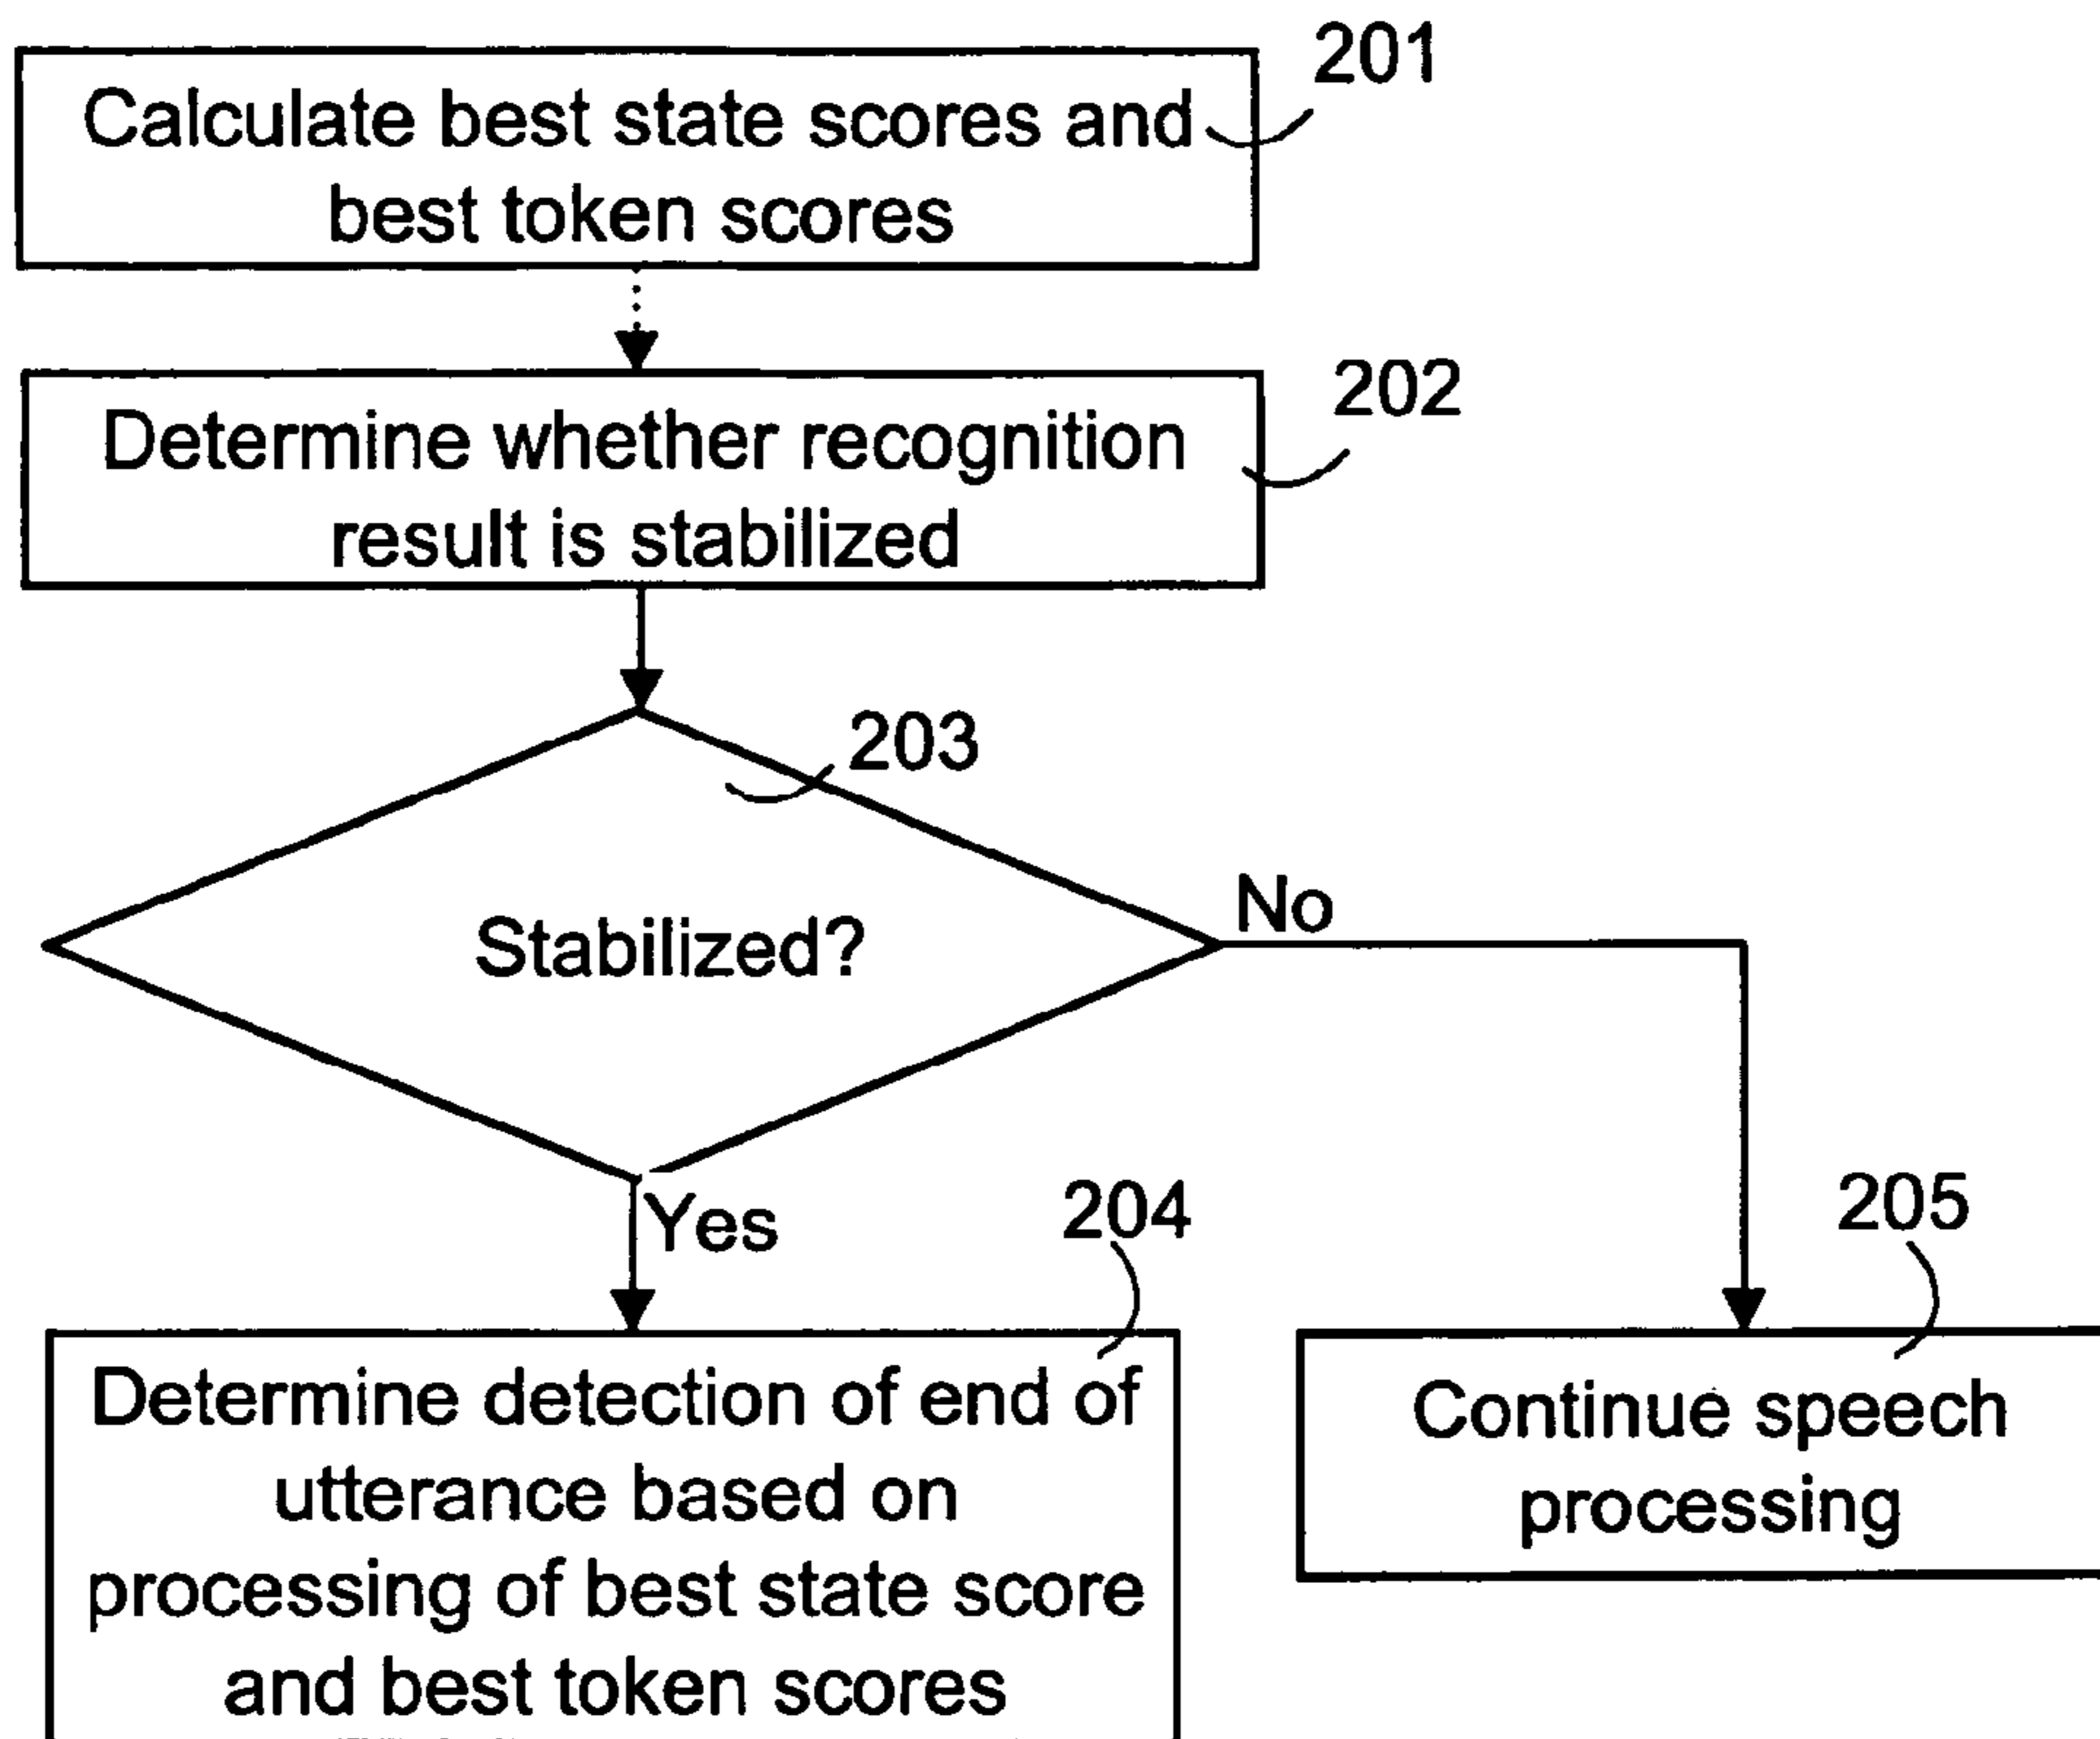 201
Calculate best state scores and
best token scores
202
Determine whether recognition
result is stabilized
203
Stabilized?
No
Yes
204
Determine detection of end of
utterance based on
processing of best state score
and best token scores
205
Continue speech
processing